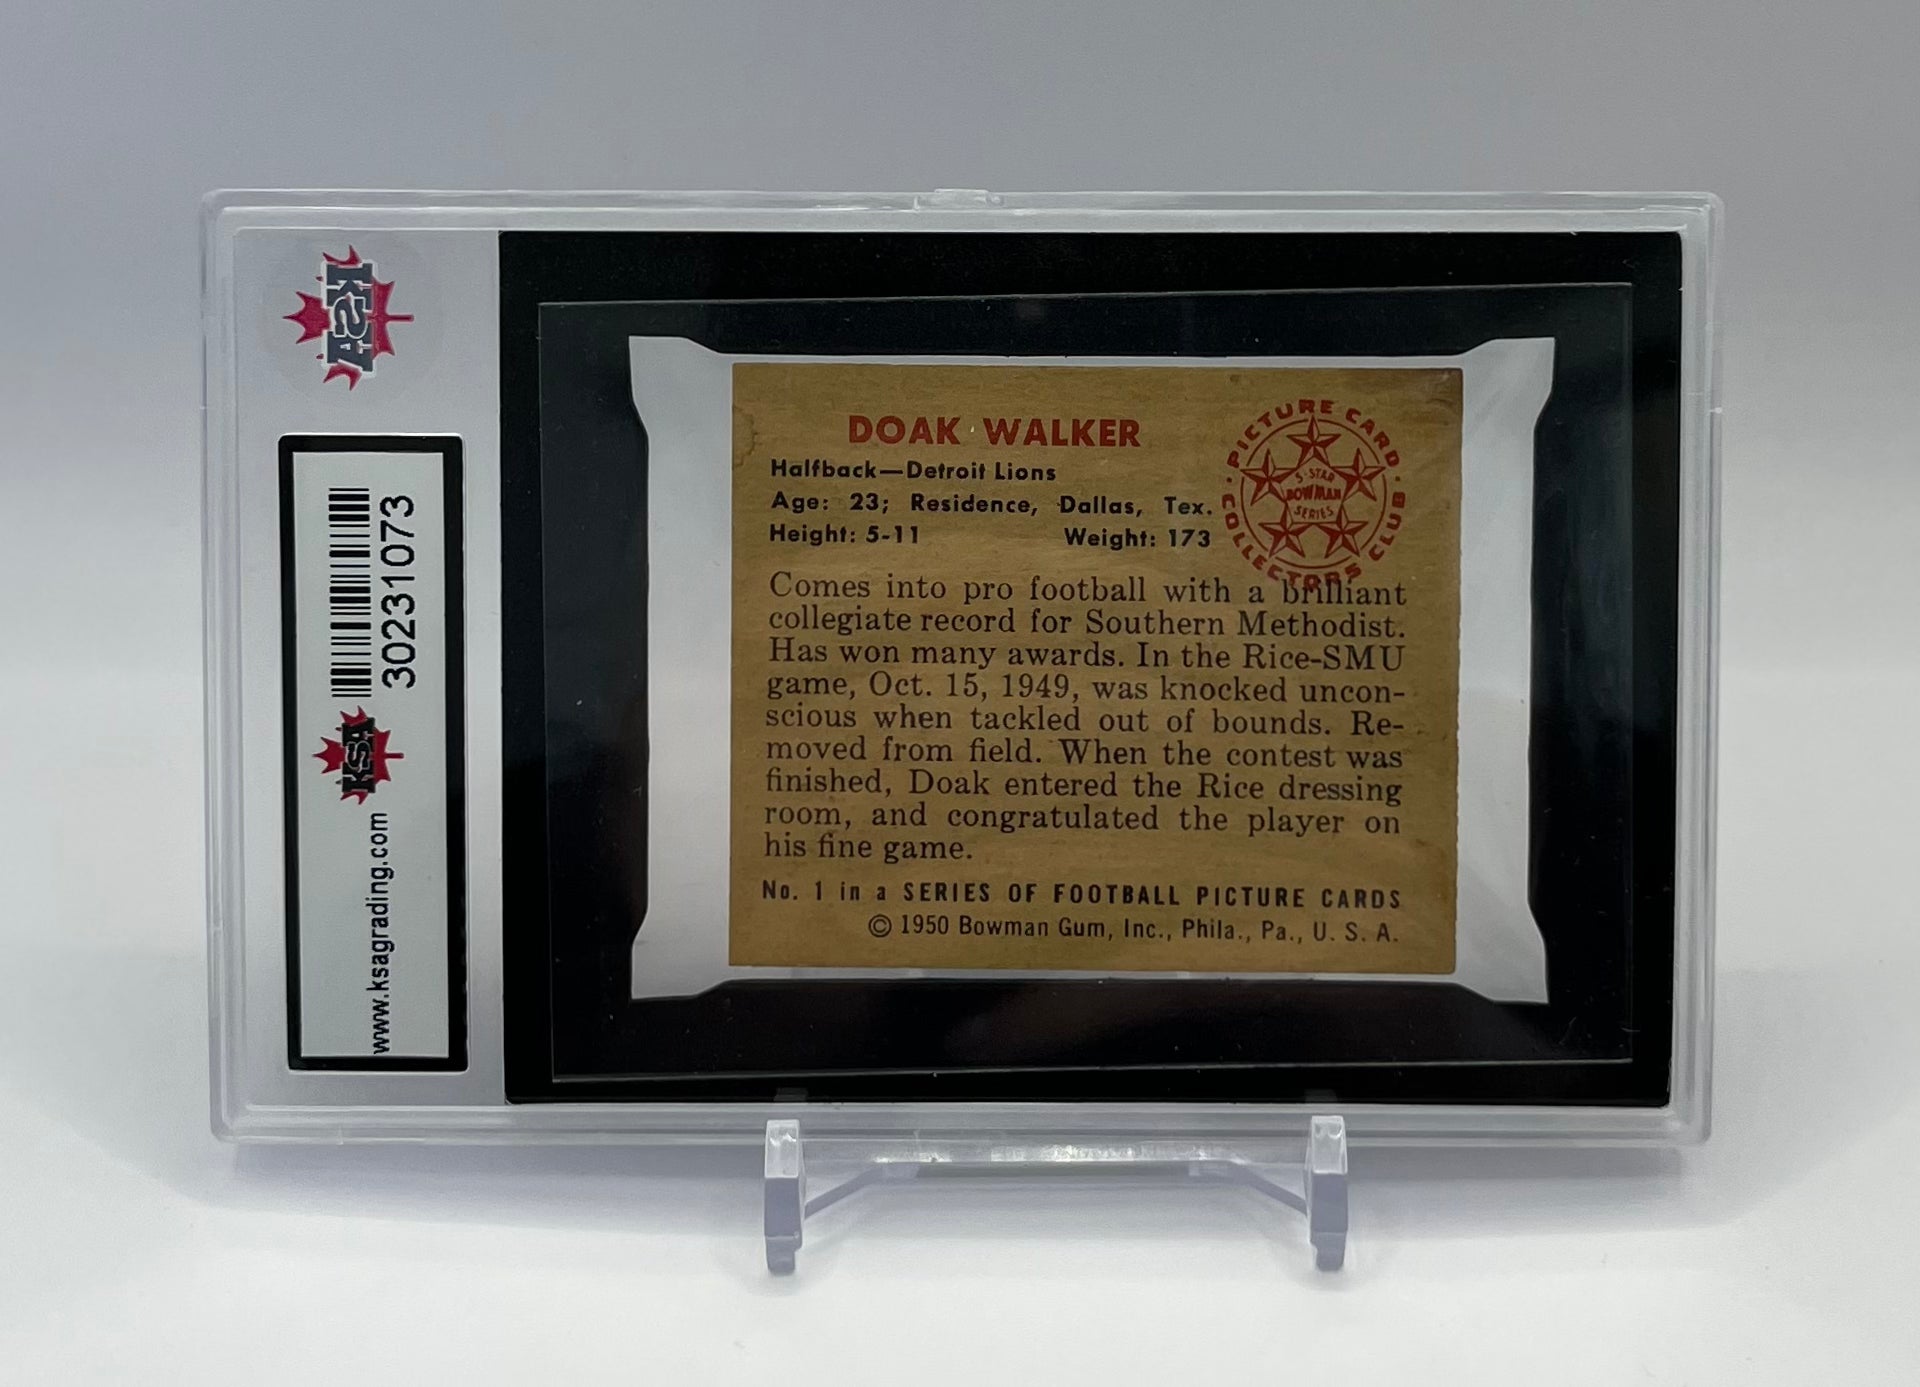 KSA
30231073
KSA
www.ksagrading.com
DOAK WALKER
Halfback—Detroit Lions
Age: 23; Residence, Dallas, Tex.
Height: 5-11 Weight: 173
PICTURE CARD
COLLECTORS CLUB
5-STAR
BOWMAN
SERIES
Comes into pro football with a brilliant
collegiate record for Southern Methodist.
Has won many awards. In the Rice-SMU
game, Oct. 15, 1949, was knocked uncon-
scious when tackled out of bounds. Re-
moved from field. When the contest was
finished, Doak entered the Rice dressing
room, and congratulated the player on
his fine game.
No. 1 in a SERIES OF FOOTBALL PICTURE CARDS
© 1950 Bowman Gum, Inc., Phila., Pa., U. S. A.